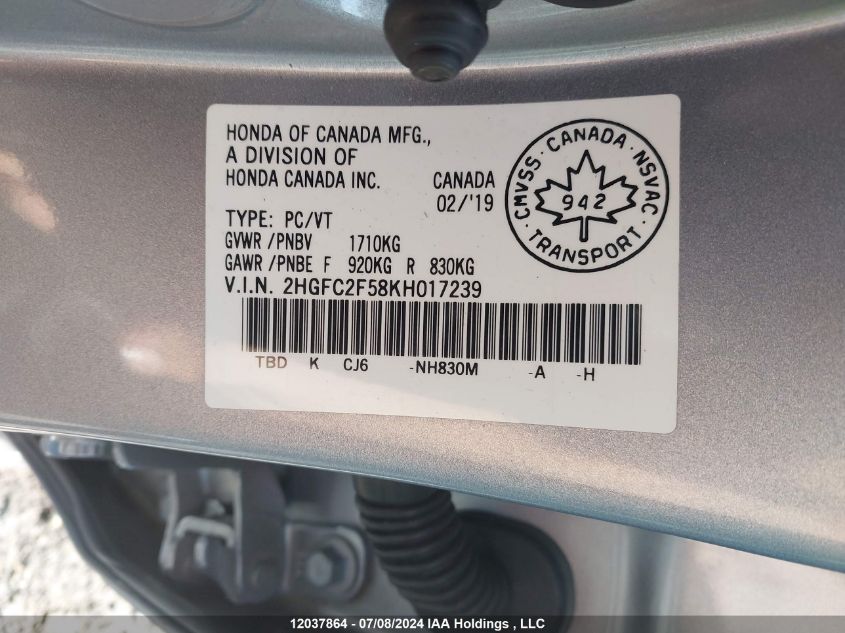 HONDA OF CANADA MFG.,
A DIVISION OF
HONDA CANADA INC. CANADA
02/'19
TYPE: PC/VT
GVWR /PNBV 1710KG
GAWR /PNBE F 920KG R 830KG
V.I.N. 2HGFC2F58KH017239
TBD K CJ6 -NH830M -A -H
CMVSS · CANADA · NSVAC
942
· TRANSPORT ·
12037864 - 07/08/2024 IAA Holdings , LLC